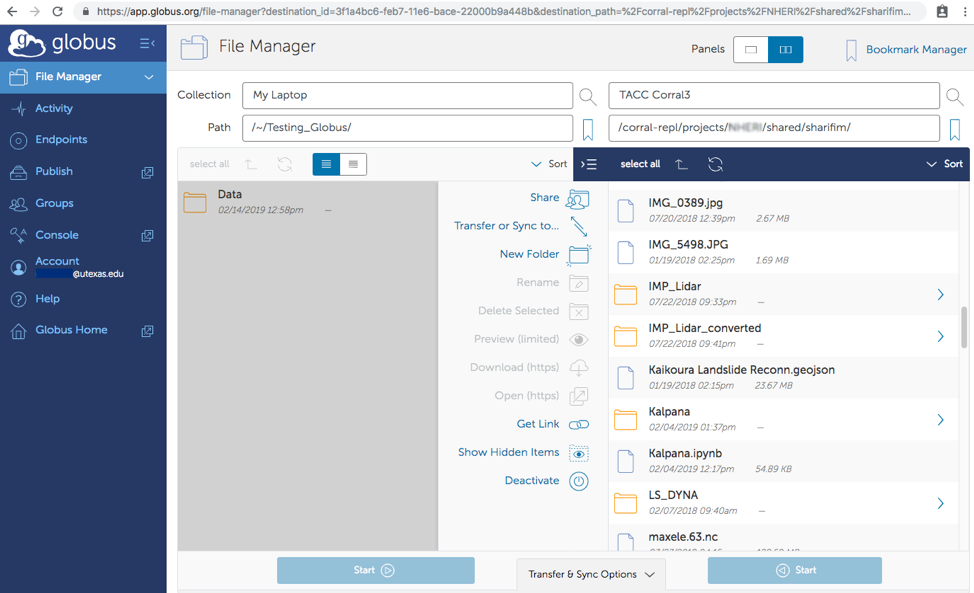 https://app.globus.org/file-manager?destination_id=3f1a4bc6-feb7-11e6-bace-22000b9a448b&destination_path=%2Fcorral-repl%2Fprojects%2FNHERI%2Fshared%2Fsharifim/...
globus
File Manager
Activity
Endpoints
Publish
Groups
Console
Account
@utexas.edu
Help
Globus Home
File Manager
Panels
Bookmark Manager
Collection
My Laptop
TACC Corral3
Path
/~/Testing_Globus/
/corral-repl/projects/NHERI/shared/sharifim/
select all
Sort
select all
Sort
Data
02/14/2019 12:58pm —
Share
Transfer or Sync to...
New Folder
Rename
Delete Selected
Preview (limited)
Download (https)
Open (https)
Get Link
Show Hidden Items
Deactivate
IMG_0389.jpg
07/20/2018 12:39pm 2.67 MB
IMG_5498.JPG
01/19/2018 02:25pm 1.69 MB
IMP_Lidar
07/22/2018 09:33pm —
IMP_Lidar_converted
07/22/2018 09:41pm —
Kaikoura Landslide Reconn.geojson
01/19/2018 02:15pm 23.67 MB
Kalpana
02/04/2019 01:37pm —
Kalpana.ipynb
02/04/2019 12:17pm 54.89 KB
LS_DYNA
02/07/2018 09:40am —
maxele.63.nc
Start
Transfer & Sync Options
Start